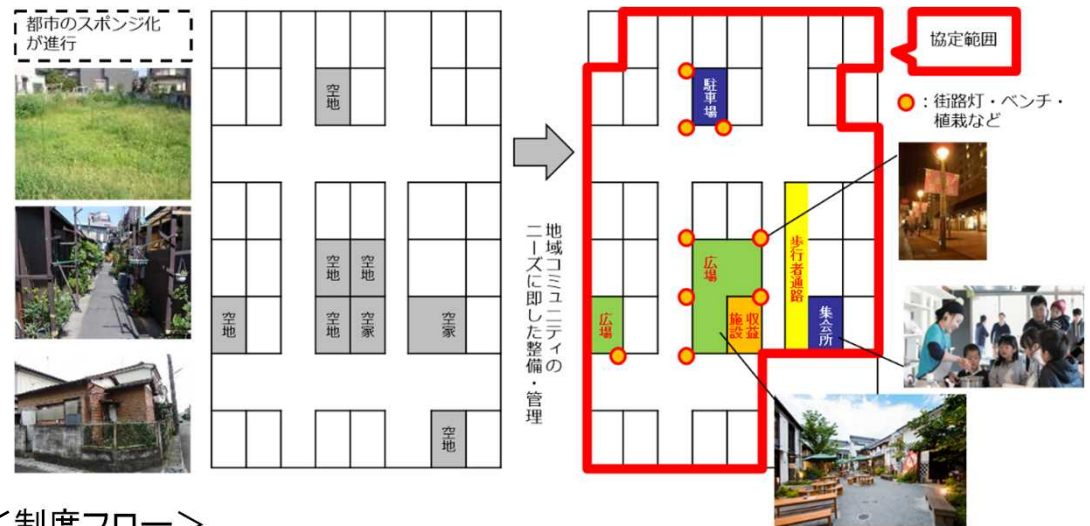 都市のスポンジ化
が進行
空地
空地
空地
空地
空地
空家
空家
空地
地域コミュニティの
ニーズに即した整備・管理
協定範囲
：街路灯・ベンチ・
植栽など
駐車場
広場
歩行者通路
広場
収益
施設
集会所
＜制度フロー＞